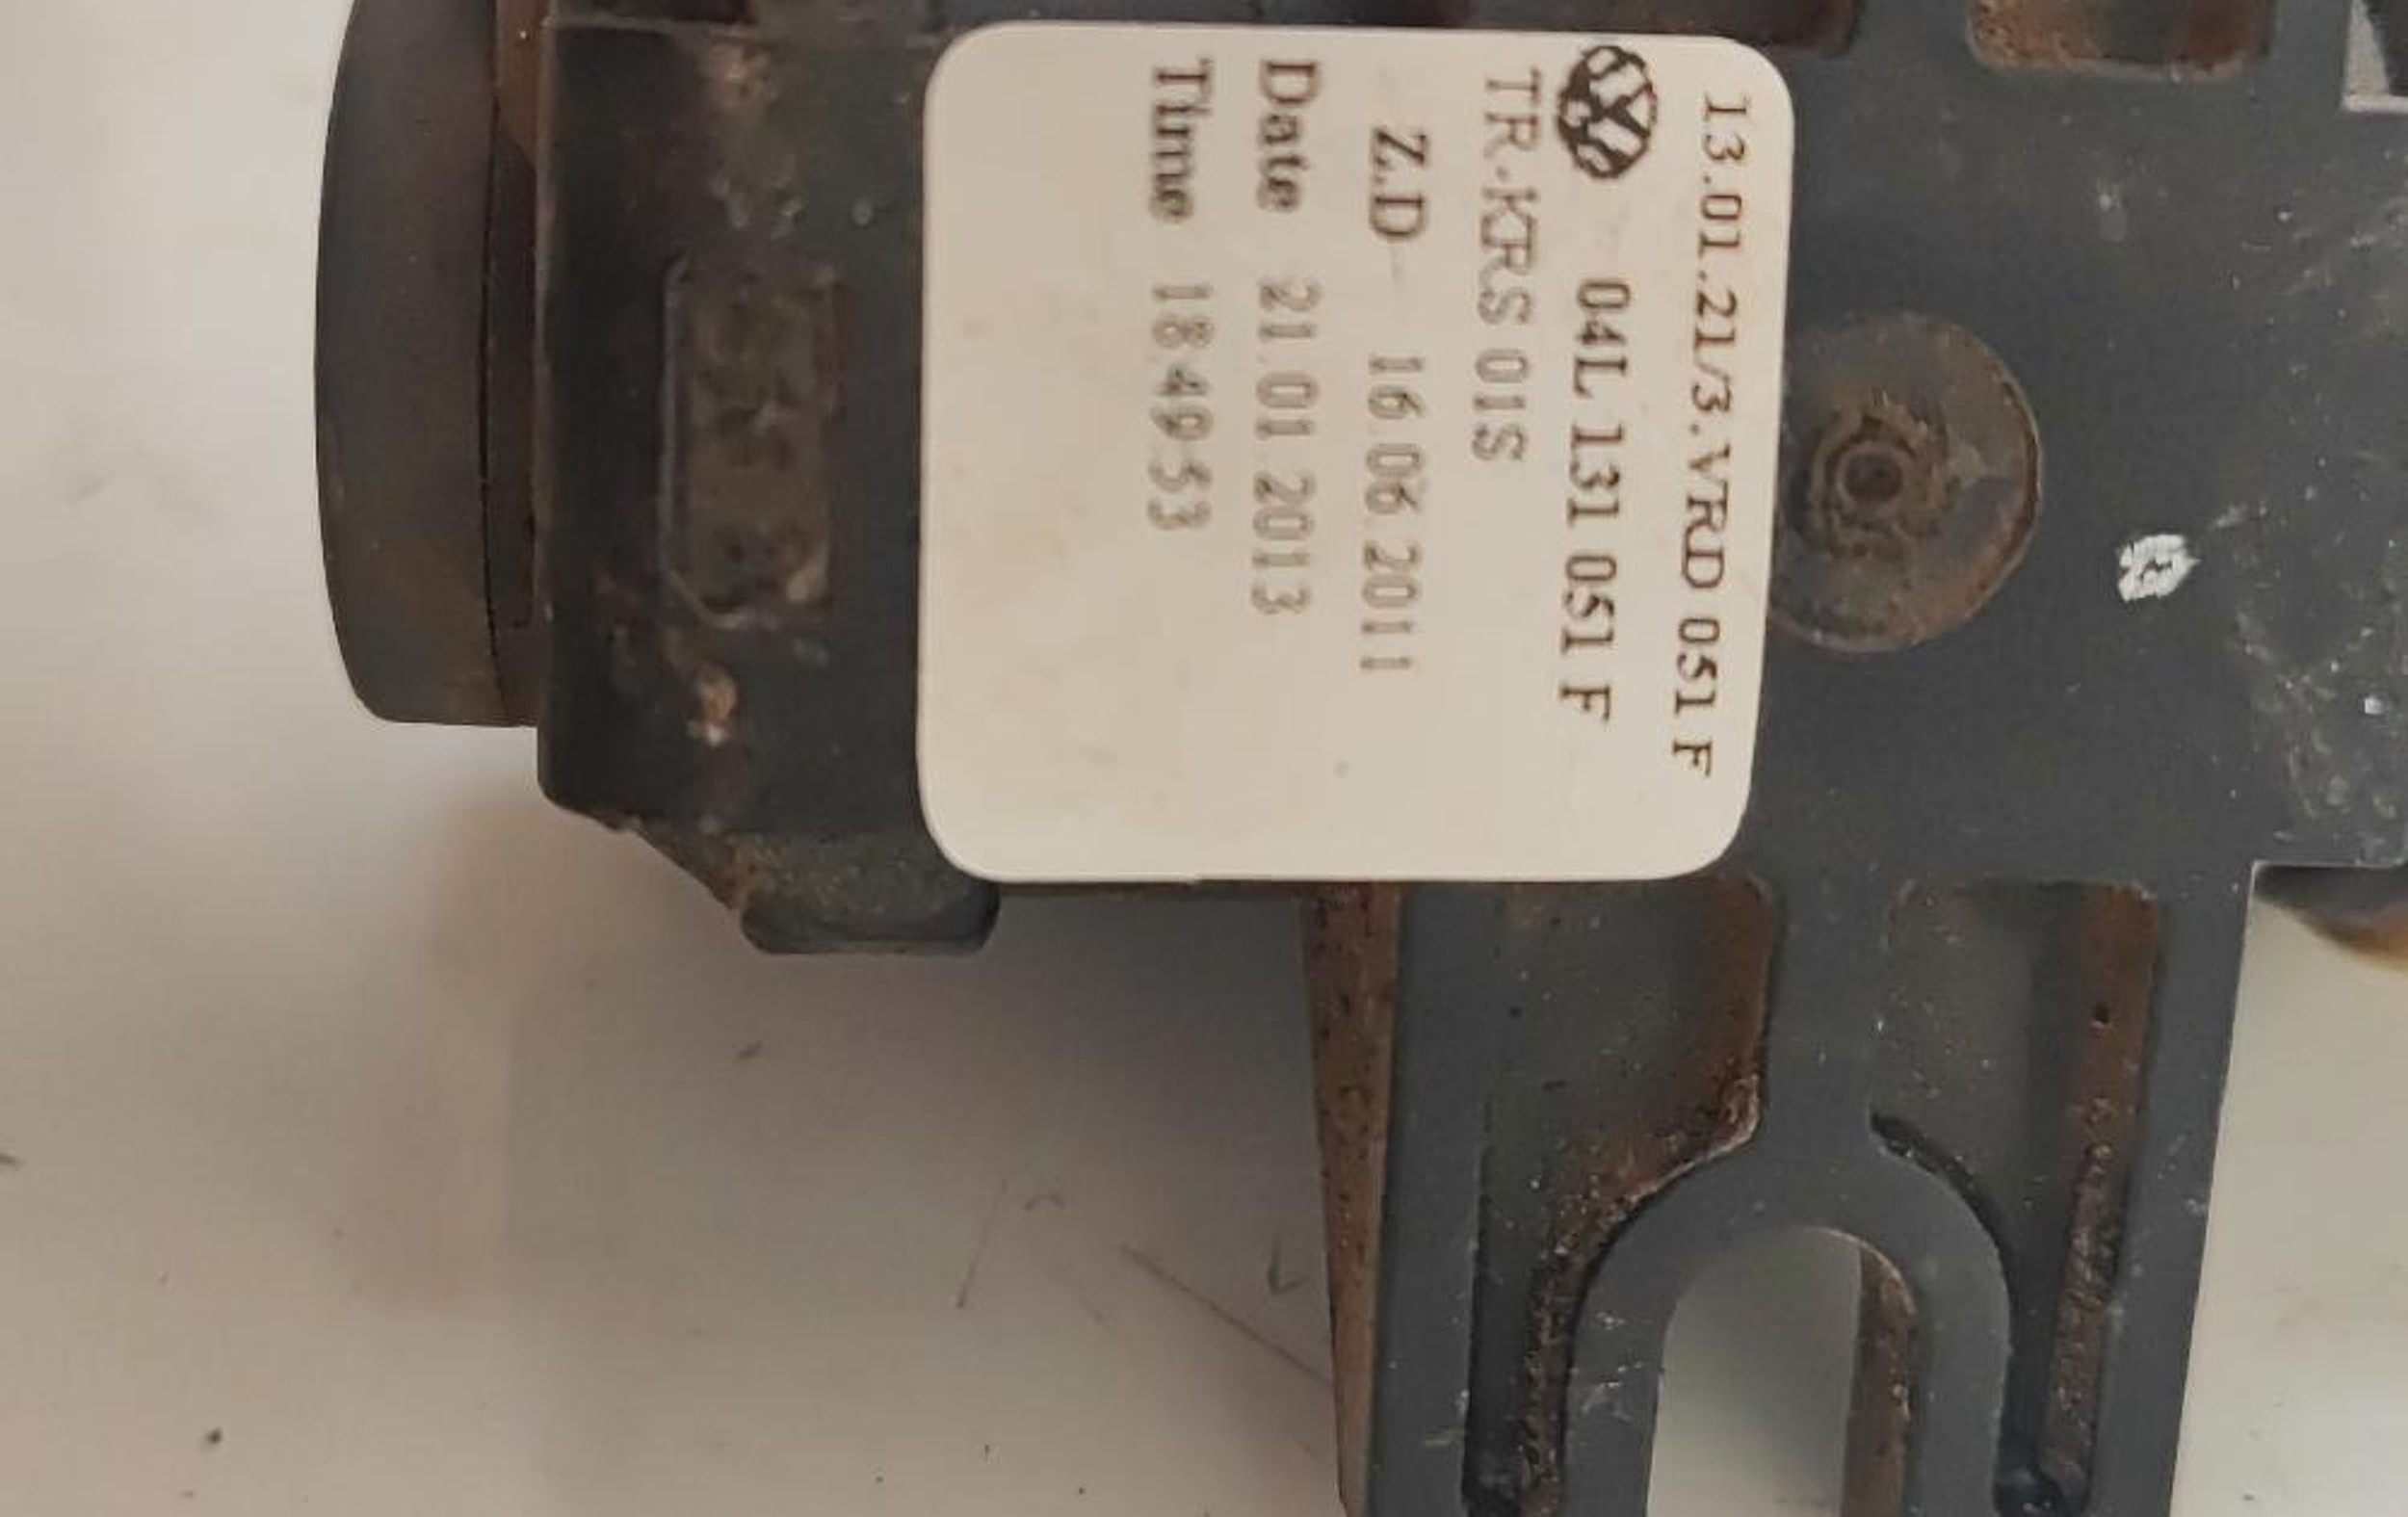 13.01.21/3.VRD 051 F
04L 131 051 F
TR-KRS 01S
Z.D 16.06.2011
Date 21.01.2013
Time 18:49:53